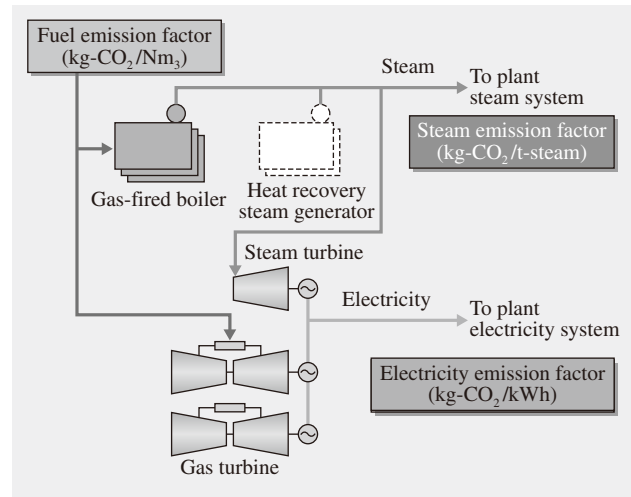 Fuel emission factor
(kg-CO₂/Nm₃)
Steam
To plant
steam system
Steam emission factor
(kg-CO₂/t-steam)
Gas-fired boiler
Heat recovery
steam generator
Steam turbine
Electricity
To plant
electricity system
Electricity emission factor
(kg-CO₂/kWh)
Gas turbine